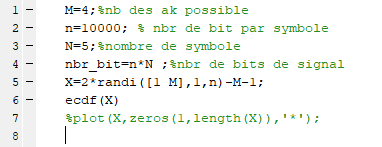 1 - M=4;%nb des ak possible
2 - n=10000; % nbr de bit par symbole
3 - N=5;%nombre de symbole
4 - nbr_bit=n*N ;%nbr de bits de signal
5 - X=2*randi([1 M],1,n)-M-1;
6 - ecdf(X)
7 %plot(X,zeros(1,length(X)),'*');
8